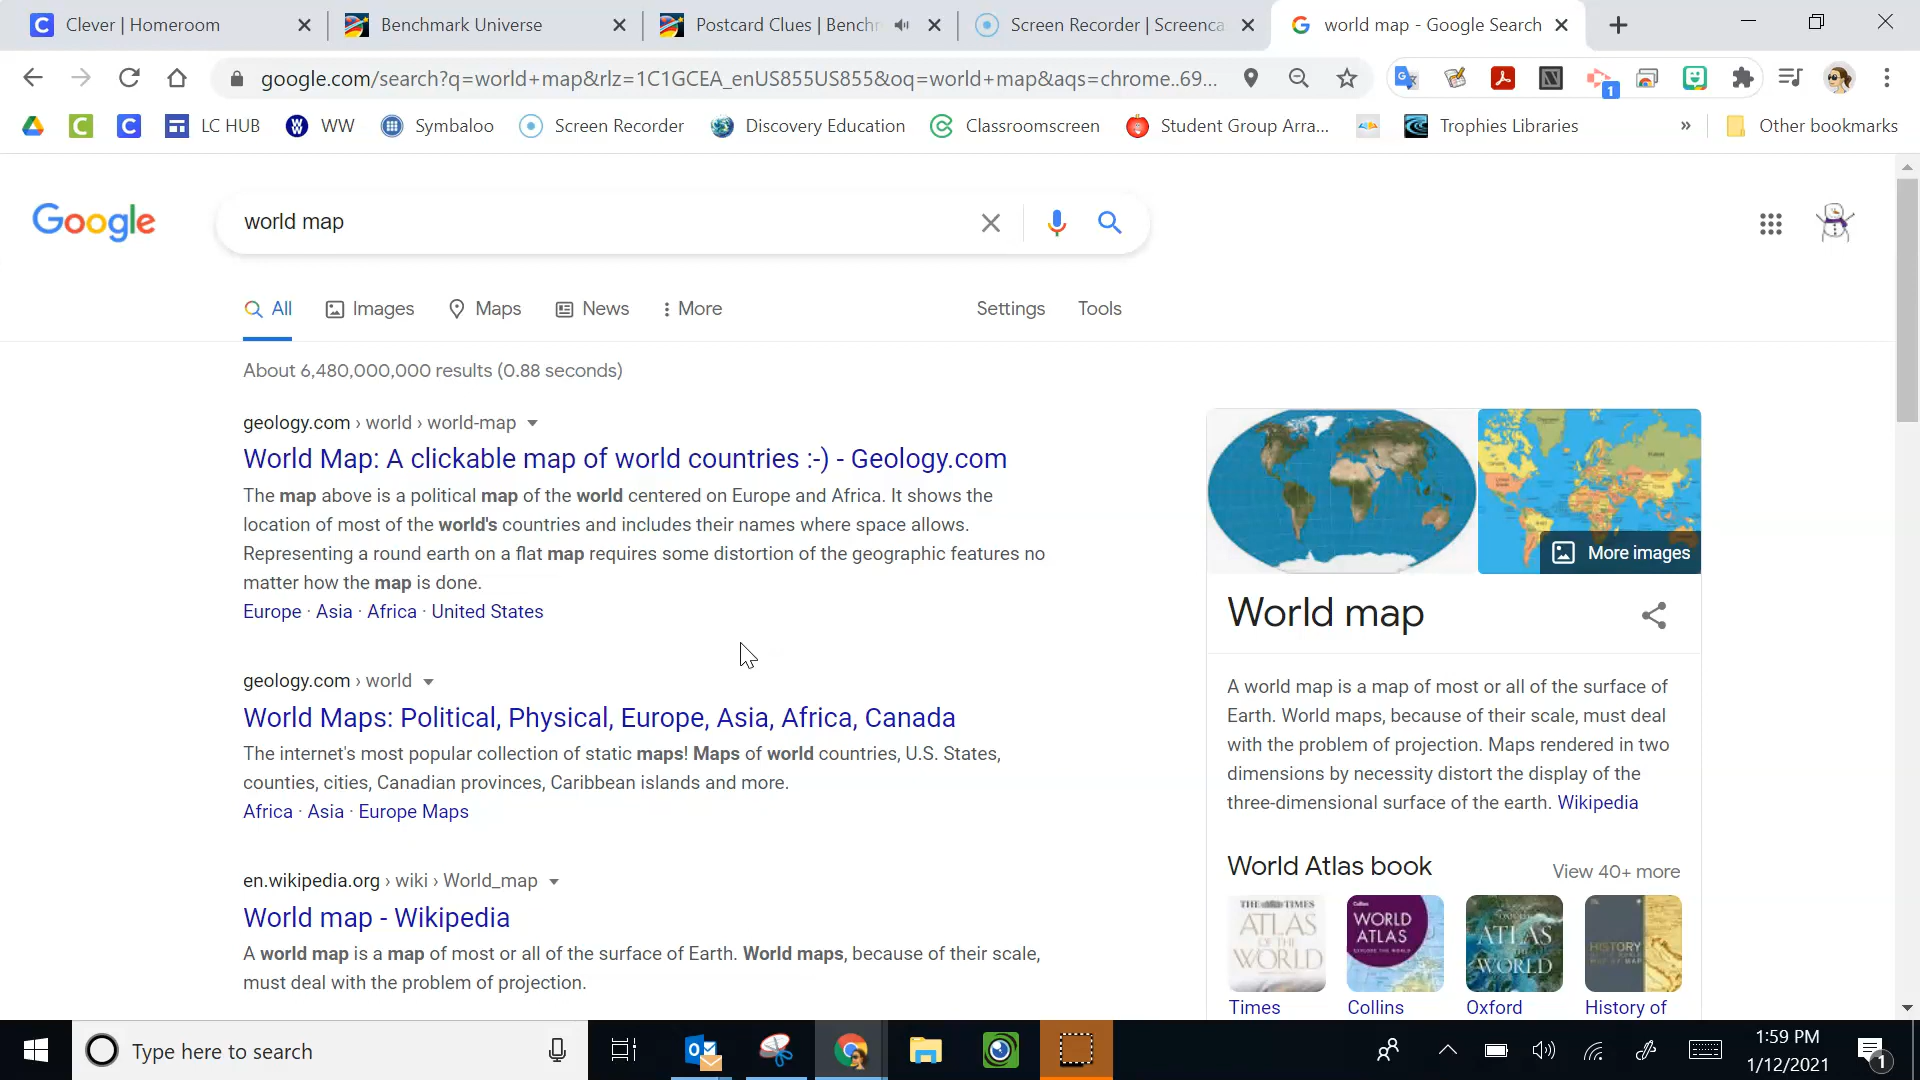 Clever | Homeroom
Benchmark Universe
Postcard Clues | Bench
Screen Recorder | Screenca
world map - Google Search
google.com/search?q=world+map&rlz=1C1GCEA_enUS855US855&oq=world+map&aqs=chrome..69...
1
LC HUB
WW
Symbaloo
Screen Recorder
Discovery Education
Classroomscreen
Student Group Arra...
Trophies Libraries
»
Other bookmarks
Google
world map
All
Images
Maps
News
More
Settings
Tools
About 6,480,000,000 results (0.88 seconds)
geology.com › world › world-map
World Map: A clickable map of world countries :-) - Geology.com
The map above is a political map of the world centered on Europe and Africa. It shows the
location of most of the world's countries and includes their names where space allows.
Representing a round earth on a flat map requires some distortion of the geographic features no
matter how the map is done.
Europe · Asia · Africa · United States
geology.com › world
World Maps: Political, Physical, Europe, Asia, Africa, Canada
The internet's most popular collection of static maps! Maps of world countries, U.S. States,
counties, cities, Canadian provinces, Caribbean islands and more.
Africa · Asia · Europe Maps
en.wikipedia.org › wiki › World_map
World map - Wikipedia
A world map is a map of most or all of the surface of Earth. World maps, because of their scale,
must deal with the problem of projection.
More images
World map
A world map is a map of most or all of the surface of
Earth. World maps, because of their scale, must deal
with the problem of projection. Maps rendered in two
dimensions by necessity distort the display of the
three-dimensional surface of the earth. Wikipedia
World Atlas book
View 40+ more
THE TIMES
ATLAS
OF THE
WORLD
Collins
WORLD
ATLAS
ATLAS
WORLD
HISTORY
Times
Collins
Oxford
History of
Type here to search
1:59 PM
1/12/2021
1